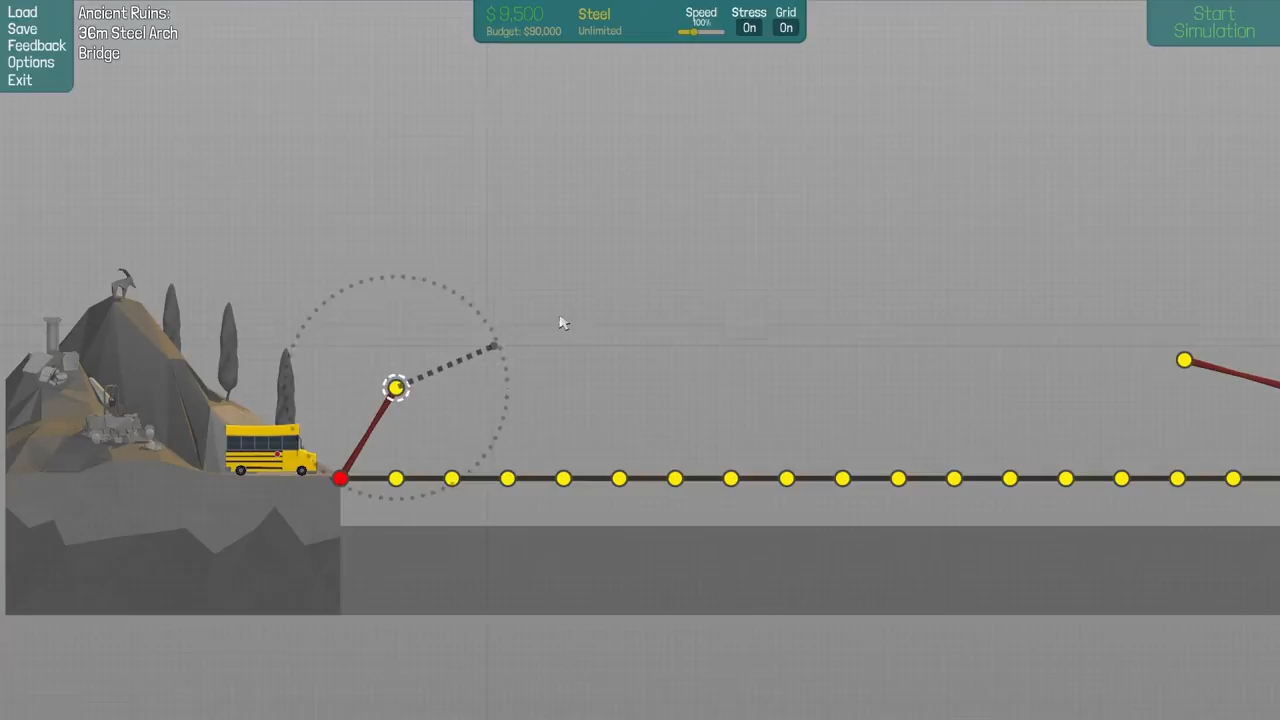 Load
Save
Feedback
Options
Exit
Ancient Ruins:
36m Steel Arch
Bridge
$ 9,500
Budget: $90,000
Steel
Unlimited
Speed
100%
Stress
On
Grid
On
Start
Simulation